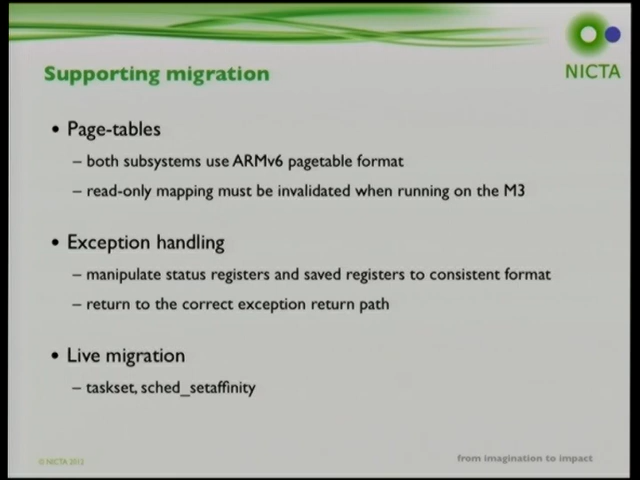 NICTA
Supporting migration
• Page-tables
– both subsystems use ARMv6 pagetable format
– read-only mapping must be invalidated when running on the M3
• Exception handling
– manipulate status registers and saved registers to consistent format
– return to the correct exception return path
• Live migration
– taskset, sched_setaffinity
© NICTA 2012
from imagination to impact